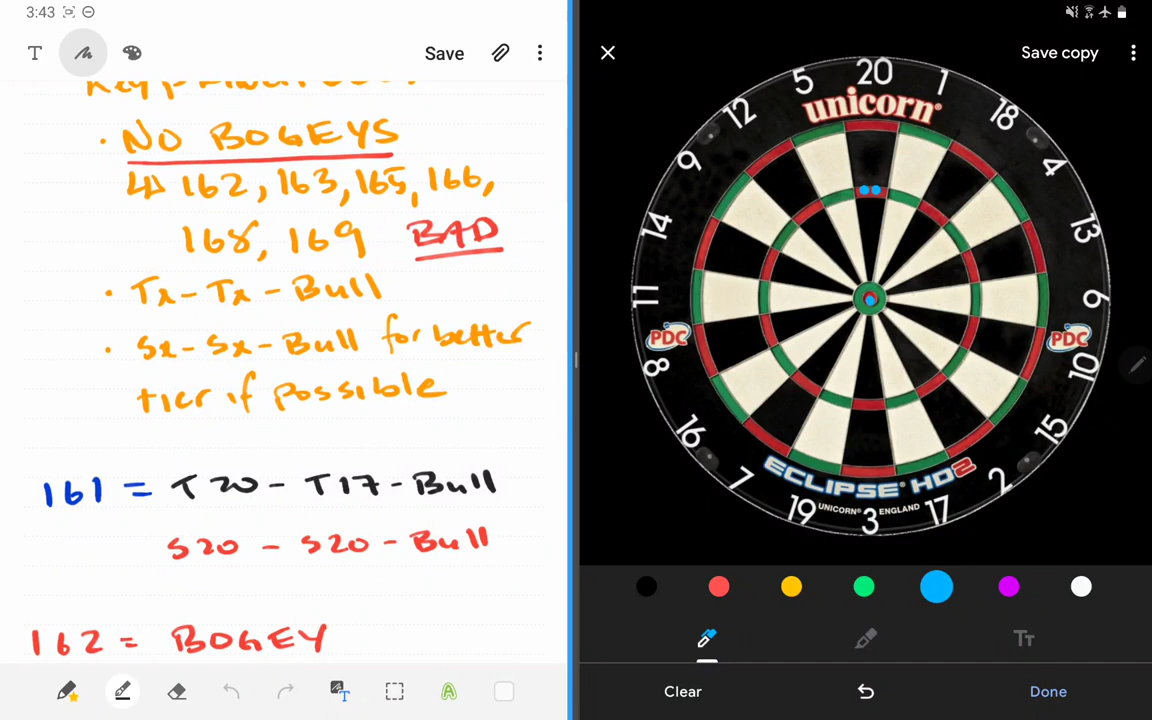 3:43
Save
Save copy
· NO BOGEYS
↳ 162, 163, 165, 166,
168, 169 BAD
· Tx - Tx - Bull
· Sx - Sx - Bull for better
tier if possible
161 = T20 - T17 - Bull
S20 - S20 - Bull
162 = BOGEY
T
A
20
1
18
4
13
6
10
15
2
17
3
19
7
16
8
11
14
9
12
5
unicorn®
PDC
PDC
ECLIPSE® HD2
UNICORN® ENGLAND
Tт
Clear
Done